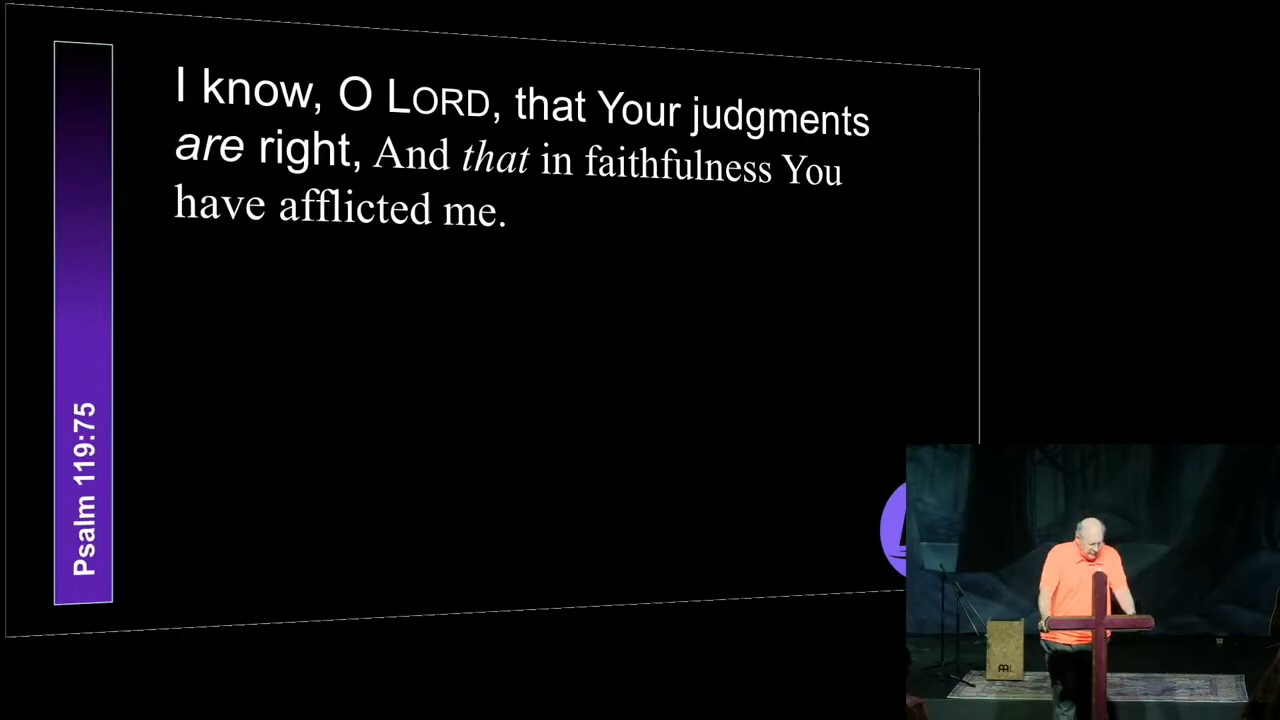 I know, O LORD, that Your judgments
are right, And that in faithfulness You
have afflicted me.
Psalm 119:75